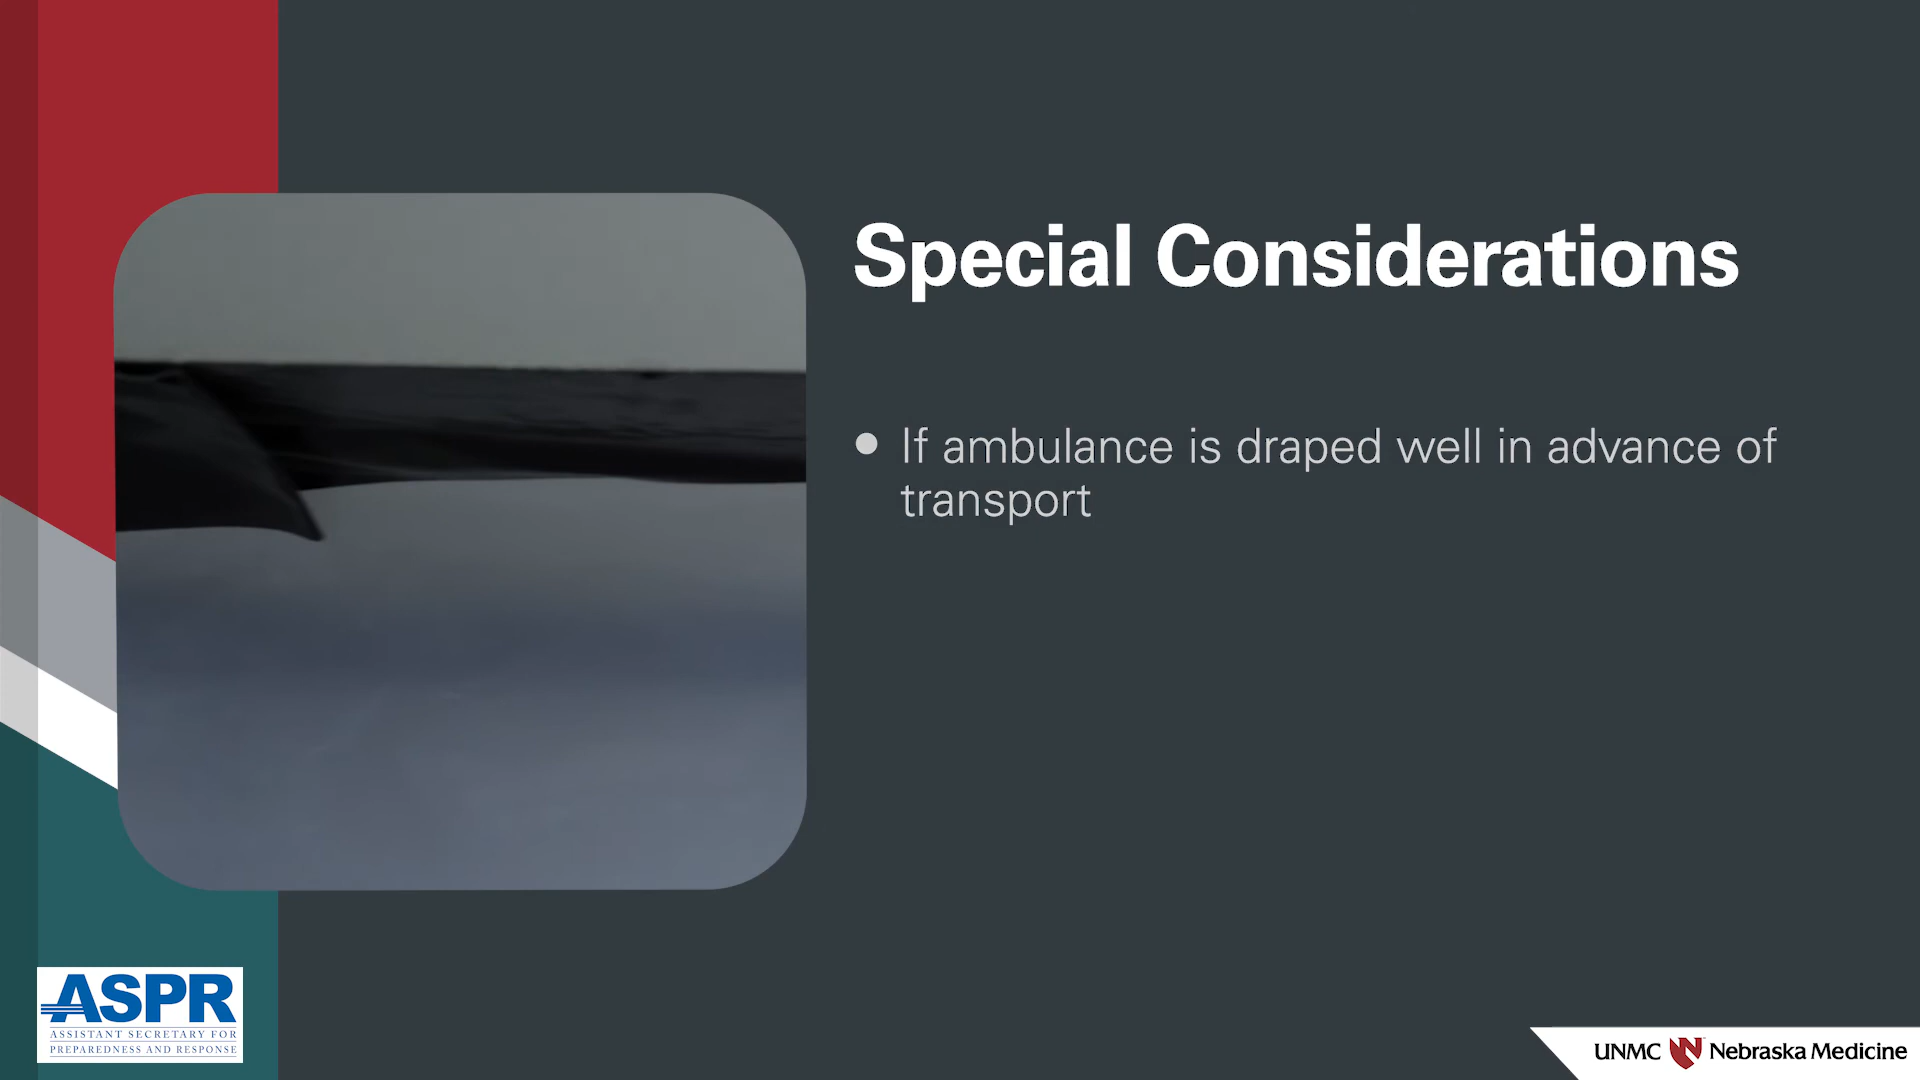 Special Considerations
If ambulance is draped well in advance of
transport
ASPR
ASSISTANT SECRETARY FOR
PREPAREDNESS AND RESPONSE
UNMC Nebraska Medicine